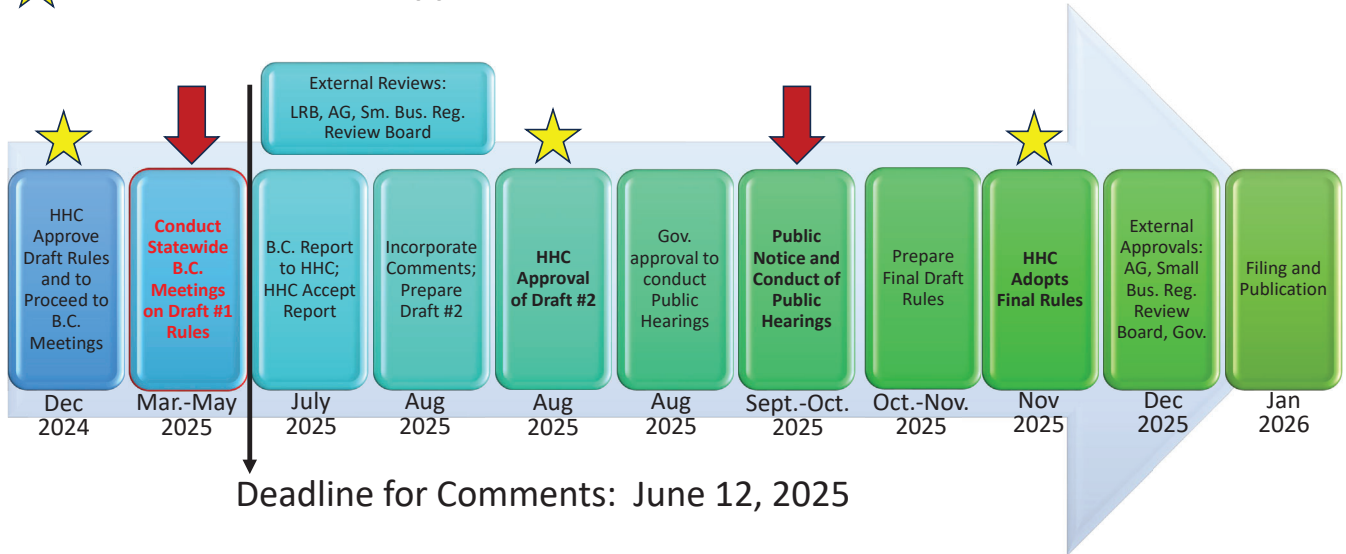 External Reviews:
LRB, AG, Sm. Bus. Reg.
Review Board
HHC
Approve
Draft Rules
and to
Proceed to
B.C.
Meetings
Conduct
Statewide
B.C.
Meetings
on Draft #1
Rules
B.C. Report
to HHC;
HHC Accept
Report
Incorporate
Comments;
Prepare
Draft #2
HHC
Approval
of Draft #2
Gov.
approval to
conduct
Public
Hearings
Public
Notice and
Conduct of
Public
Hearings
Prepare
Final Draft
Rules
HHC
Adopts
Final Rules
External
Approvals:
AG, Small
Bus. Reg.
Review
Board, Gov.
Filing and
Publication
Dec
2024
Mar.-May
2025
July
2025
Aug
2025
Aug
2025
Aug
2025
Sept.-Oct.
2025
Oct.-Nov.
2025
Nov
2025
Dec
2025
Jan
2026
Deadline for Comments: June 12, 2025